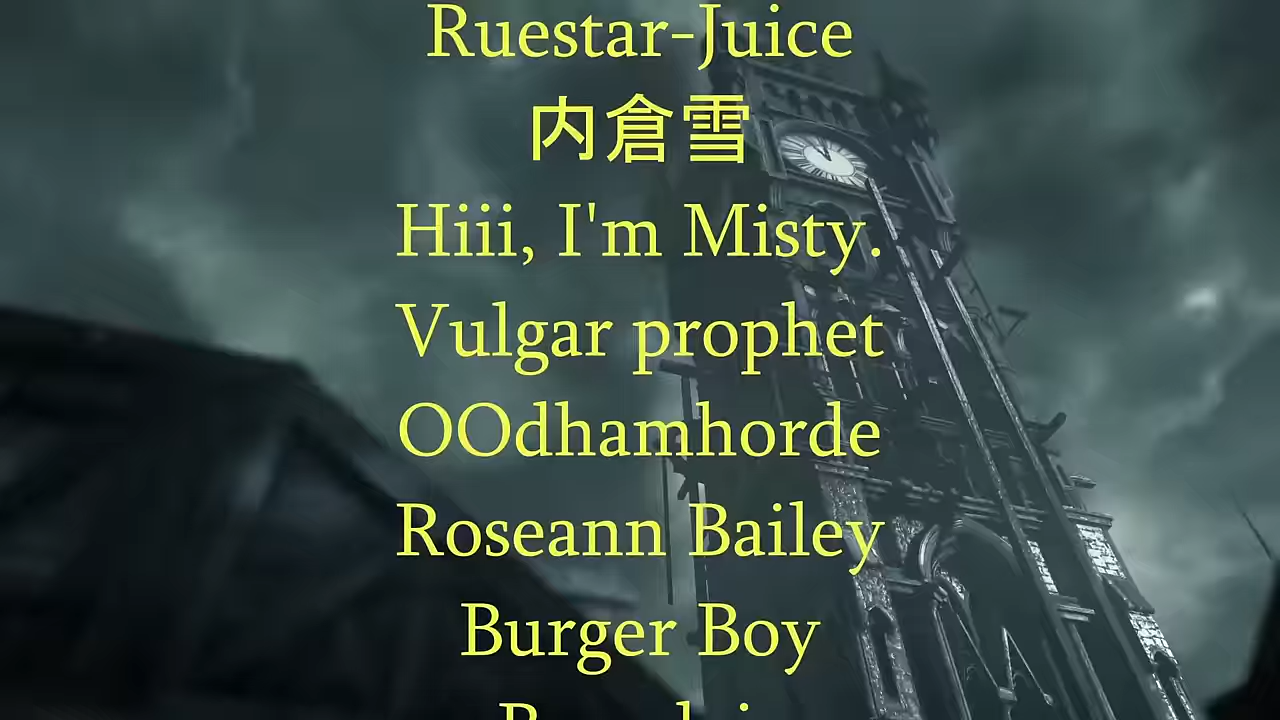 Ruestar-Juice
内倉雪
Hiii, I'm Misty.
Vulgar prophet
OOdhamhorde
Roseann Bailey
Burger Boy